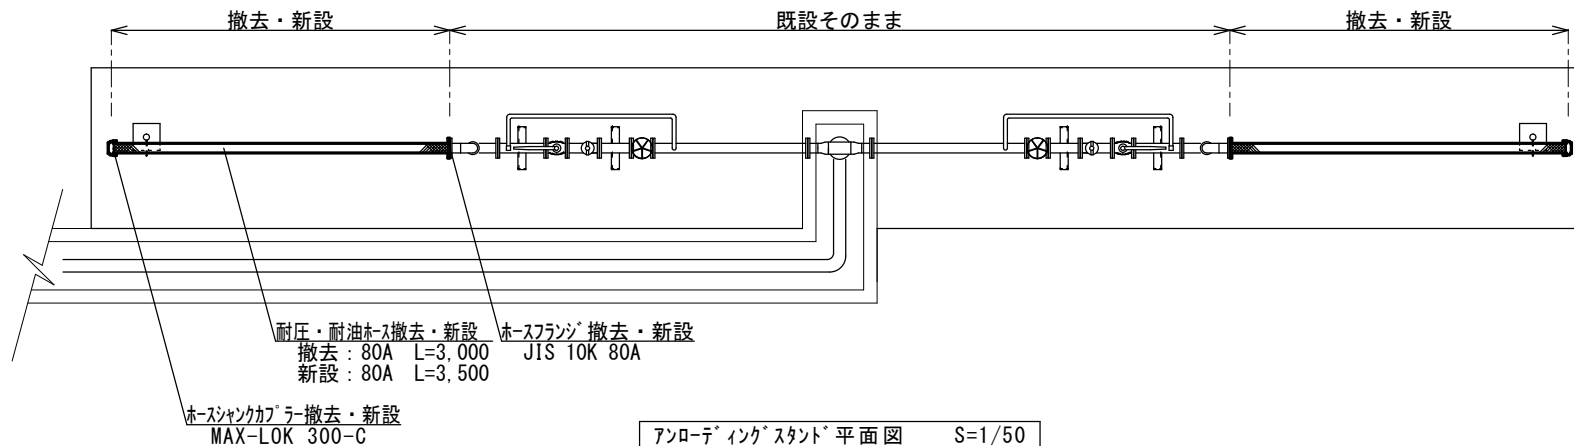 撤去・新設
既設そのまま
撤去・新設
耐圧・耐油ﾎｰｽ撤去・新設
撤去：80A L=3,000
新設：80A L=3,500
ﾎｰｽﾌﾗﾝｼﾞ撤去・新設
JIS 10K 80A
ﾎｰｽｼｬﾝｸｶﾌﾟﾗｰ撤去・新設
MAX-LOK 300-C
ｱﾝﾛｰﾃﾞｨﾝｸﾞｽﾀﾝﾄﾞ平面図 S=1/50